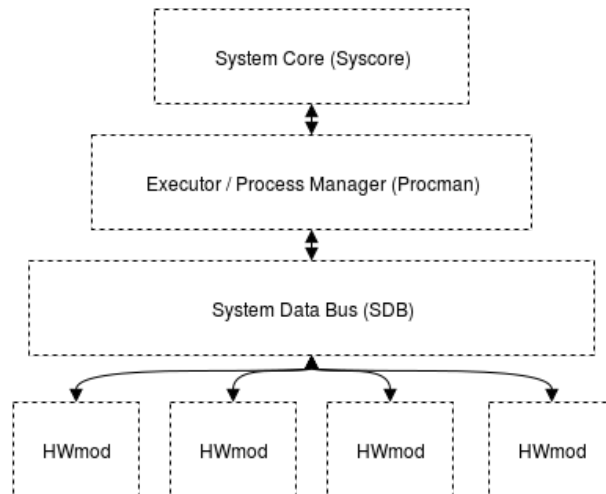 System Core (Syscore)
Executor / Process Manager (Procman)
System Data Bus (SDB)
HWmod
HWmod
HWmod
HWmod